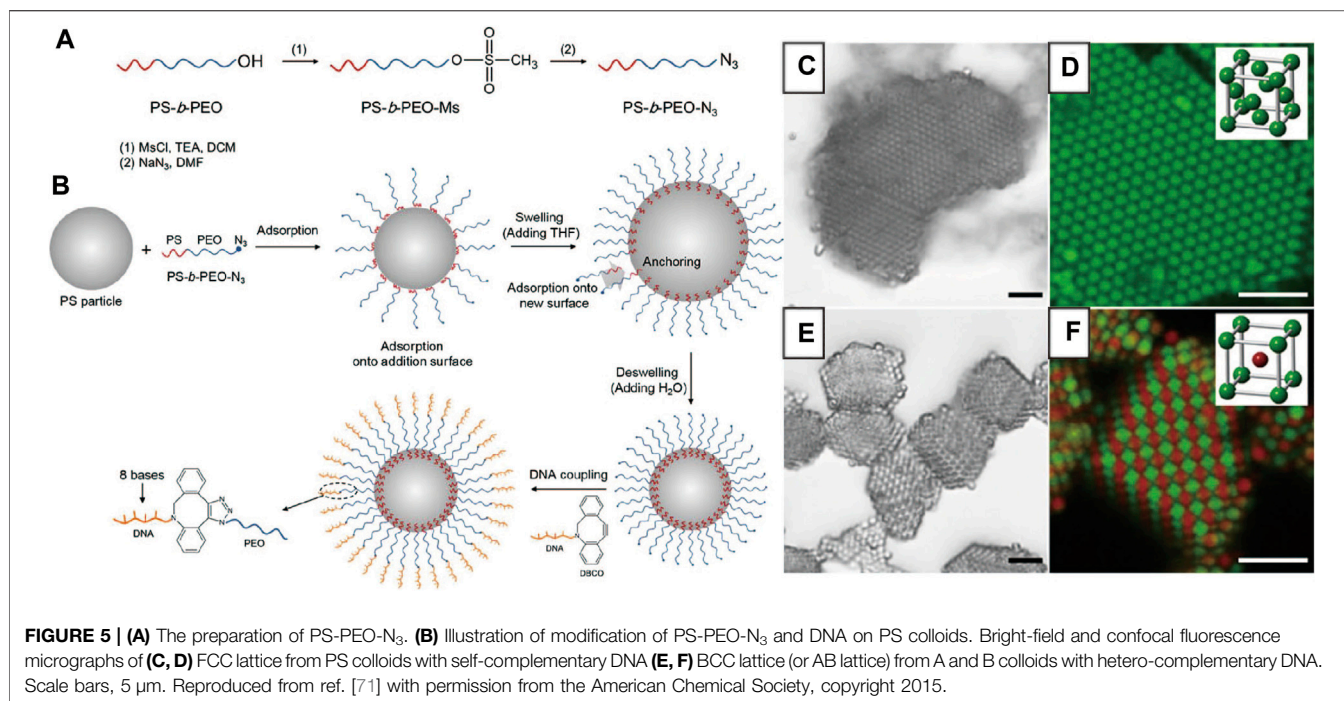 A
OH
(1)
O
S
O
O
CH3
(2)
N3
PS-b-PEO
PS-b-PEO-Ms
PS-b-PEO-N3
(1) MsCl, TEA, DCM
(2) NaN3, DMF
B
PS particle
+
PS PEO N3
PS-b-PEO-N3
Adsorption
Adsorption
onto addition surface
Swelling
(Adding THF)
Anchoring
Adsorption onto
new surface
Deswelling
(Adding H2O)
DNA coupling
DNA
N
DBCO
8 bases
DNA
N
N
N
N
PEO
C
D
E
F
FIGURE 5 | (A) The preparation of PS-PEO-N3. (B) Illustration of modification of PS-PEO-N3 and DNA on PS colloids. Bright-field and confocal fluorescence
micrographs of (C, D) FCC lattice from PS colloids with self-complementary DNA (E, F) BCC lattice (or AB lattice) from A and B colloids with hetero-complementary DNA.
Scale bars, 5 μm. Reproduced from ref. [71] with permission from the American Chemical Society, copyright 2015.